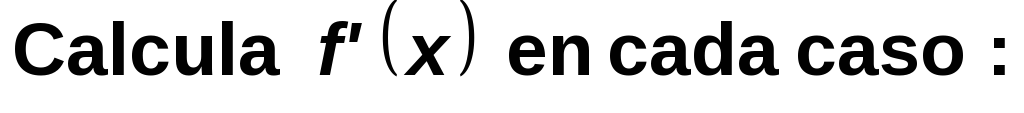 Calcula f' (x) en cada caso :